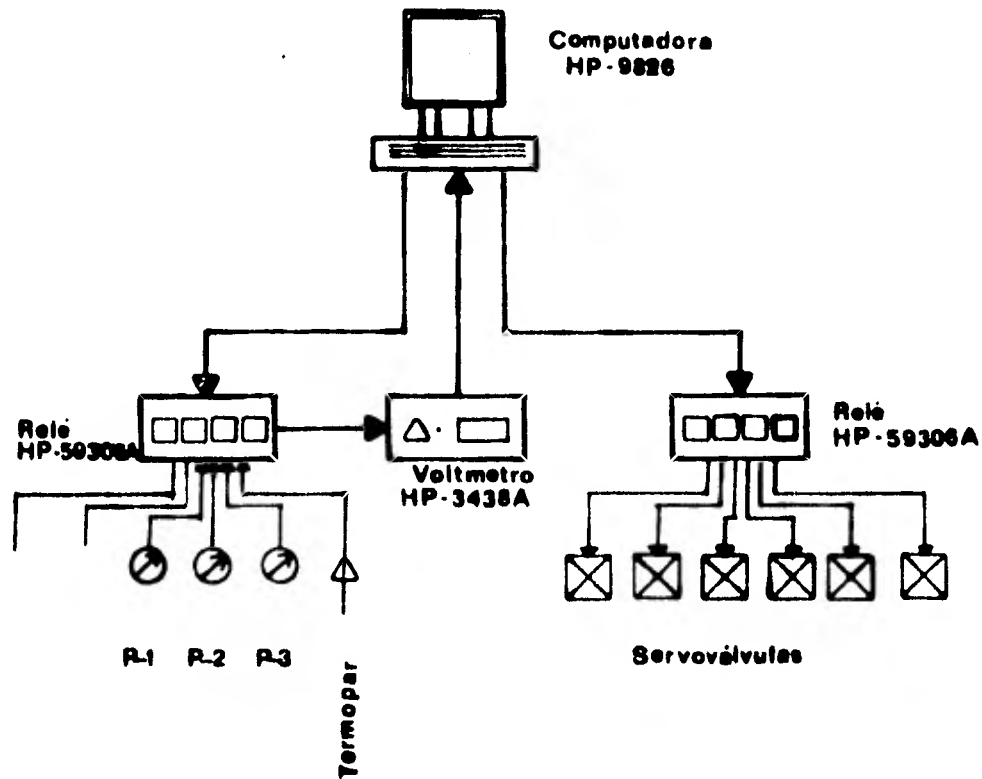 Computadora
HP-9826
Relé
HP-59306A
Voltmetro
HP-3438A
Relé
HP-59306A
P-1 P-2 P-3
Termopar
Servoválvulas